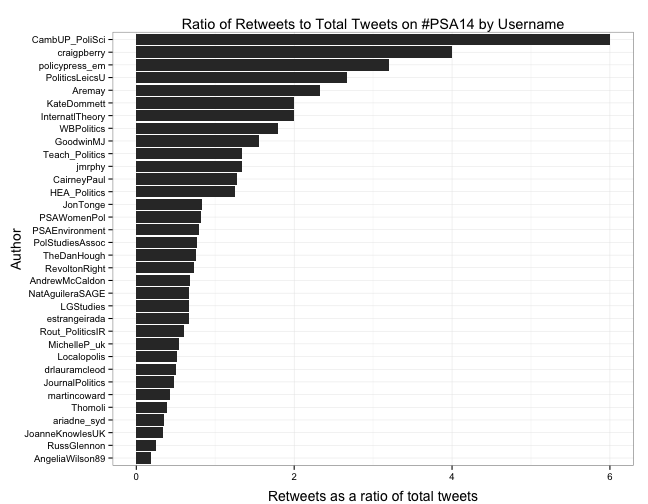 Ratio of Retweets to Total Tweets on #PSA14 by Username
Author
CambUP_PoliSci
craigpberry
policypress_em
PoliticsLeicsU
Aremay
KateDommett
InternatlTheory
WBPolitics
GoodwinMJ
Teach_Politics
jmrphy
CairneyPaul
HEA_Politics
JonTonge
PSAWomenPol
PSAEnvironment
PolStudiesAssoc
TheDanHough
RevoltonRight
AndrewMcCaldon
NatAguileraSAGE
LGStudies
estrangeirada
Rout_PoliticsIR
MichelleP_uk
Localopolis
drlauramcleod
JournalPolitics
martincoward
Thomoli
ariadne_syd
JoanneKnowlesUK
RussGlennon
AngeliaWilson89
0 2 4 6
Retweets as a ratio of total tweets